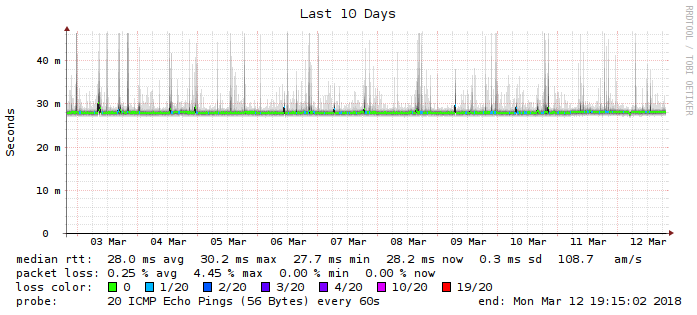 Last 10 Days
RRDTOOL / TOBI OETIKER
Seconds
40 m
30 m
20 m
10 m
0
03 Mar 04 Mar 05 Mar 06 Mar 07 Mar 08 Mar 09 Mar 10 Mar 11 Mar 12 Mar
median rtt: 28.0 ms avg 30.2 ms max 27.7 ms min 28.2 ms now 0.3 ms sd 108.7 am/s
packet loss: 0.25 % avg 4.45 % max 0.00 % min 0.00 % now
loss color: 0 1/20 2/20 3/20 4/20 10/20 19/20
probe: 20 ICMP Echo Pings (56 Bytes) every 60s end: Mon Mar 12 19:15:02 2018